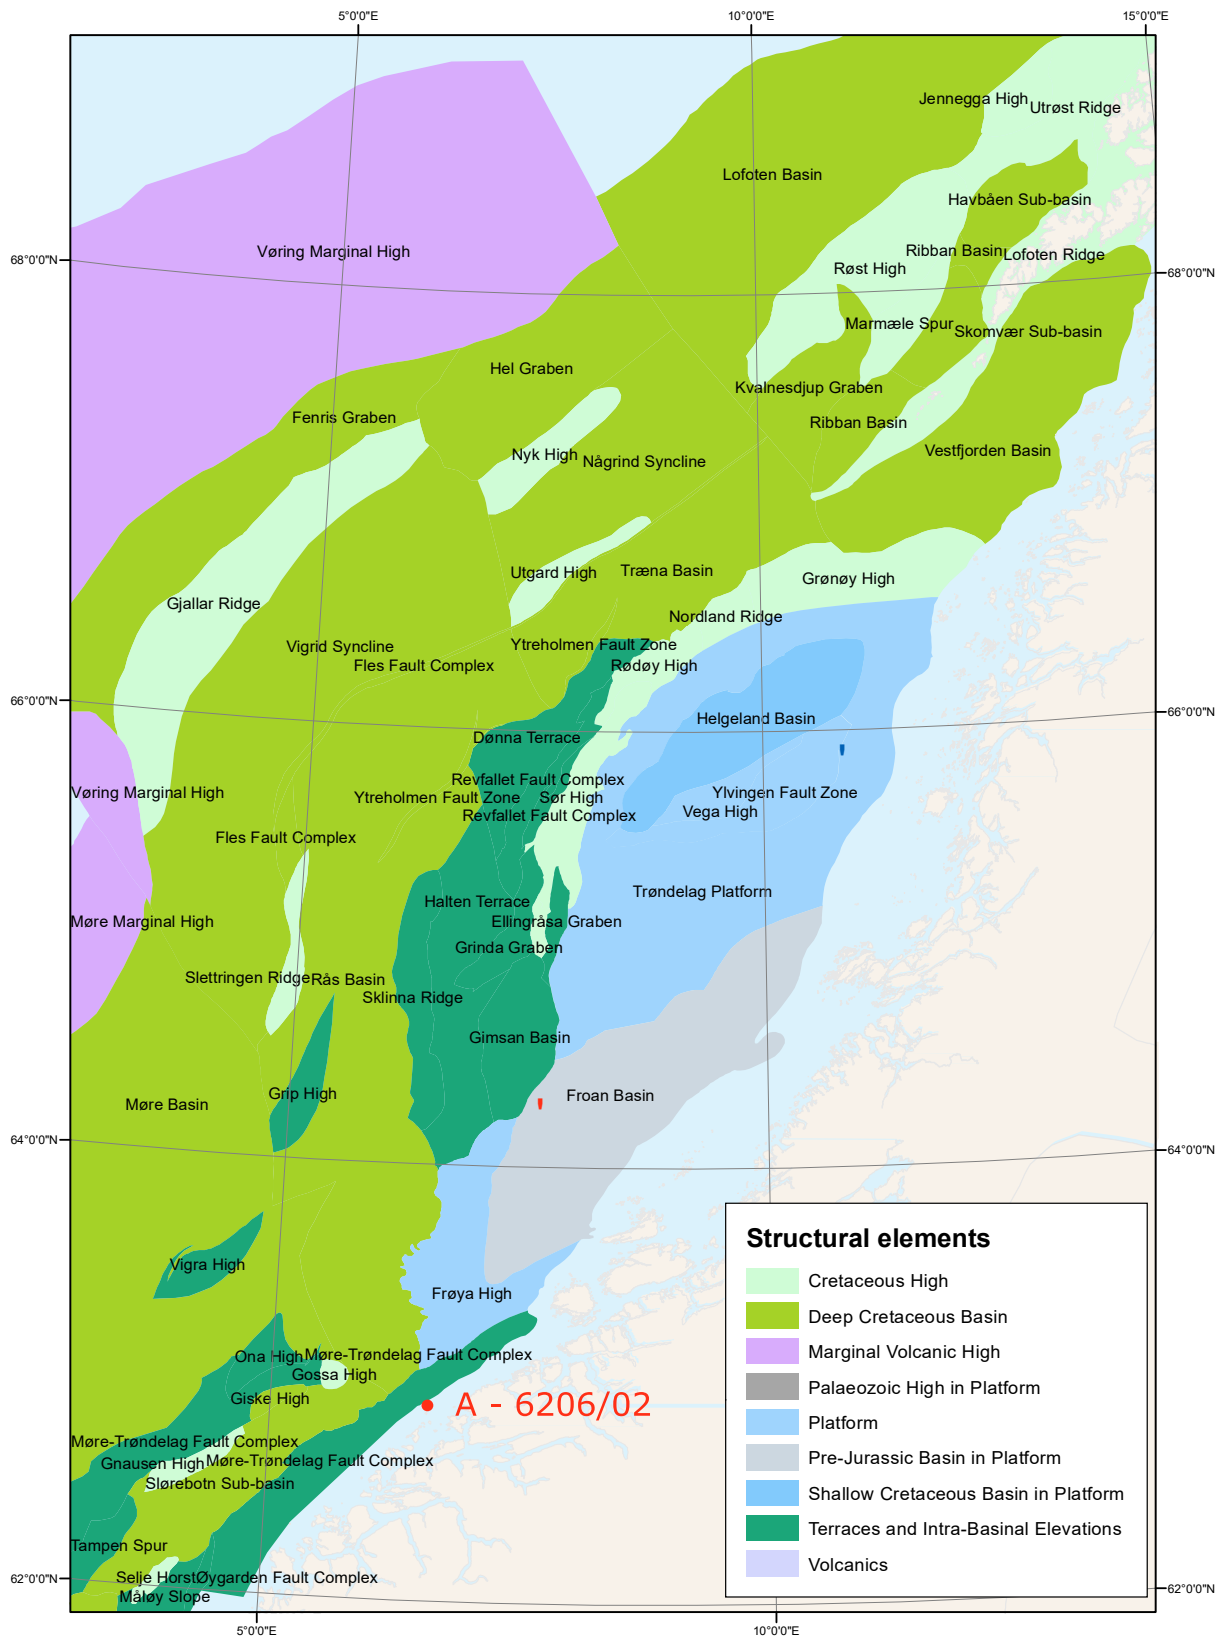 5°0'0"E
10°0'0"E
15°0'0"E
Jennegga High
Utrøst Ridge
Lofoten Basin
Havbåen Sub-basin
Vøring Marginal High
Ribban Basin
Lofoten Ridge
68°0'0"N
Røst High
68°0'0"N
Marmæle Spur
Skomvær Sub-basin
Hel Graben
Kvalnesdjup Graben
Fenris Graben
Ribban Basin
Nyk High
Någrind Syncline
Vestfjorden Basin
Utgard High
Træna Basin
Grønøy High
Gjallar Ridge
Nordland Ridge
Vigrid Syncline
Ytreholmen Fault Zone
Fles Fault Complex
Rødøy High
66°0'0"N
Helgeland Basin
66°0'0"N
Dønna Terrace
Revfallet Fault Complex
Vøring Marginal High
Ytreholmen Fault Zone
Sør High
Ylvingen Fault Zone
Revfallet Fault Complex
Vega High
Fles Fault Complex
Trøndelag Platform
Halten Terrace
Møre Marginal High
Ellingråsa Graben
Grinda Graben
Slettringen Ridge
Rås Basin
Sklinna Ridge
Gimsan Basin
Grip High
Froan Basin
Møre Basin
64°0'0"N
64°0'0"N
Vigra High
Frøya High
Ona High
Møre-Trøndelag Fault Complex
Gossa High
Giske High
A - 6206/02
Møre-Trøndelag Fault Complex
Gnausen High
Møre-Trøndelag Fault Complex
Slørebotn Sub-basin
Tampen Spur
62°0'0"N
Selje Horst
Øygarden Fault Complex
62°0'0"N
Måløy Slope
5°0'0"E
10°0'0"E
Structural elements
Cretaceous High
Deep Cretaceous Basin
Marginal Volcanic High
Palaeozoic High in Platform
Platform
Pre-Jurassic Basin in Platform
Shallow Cretaceous Basin in Platform
Terraces and Intra-Basinal Elevations
Volcanics